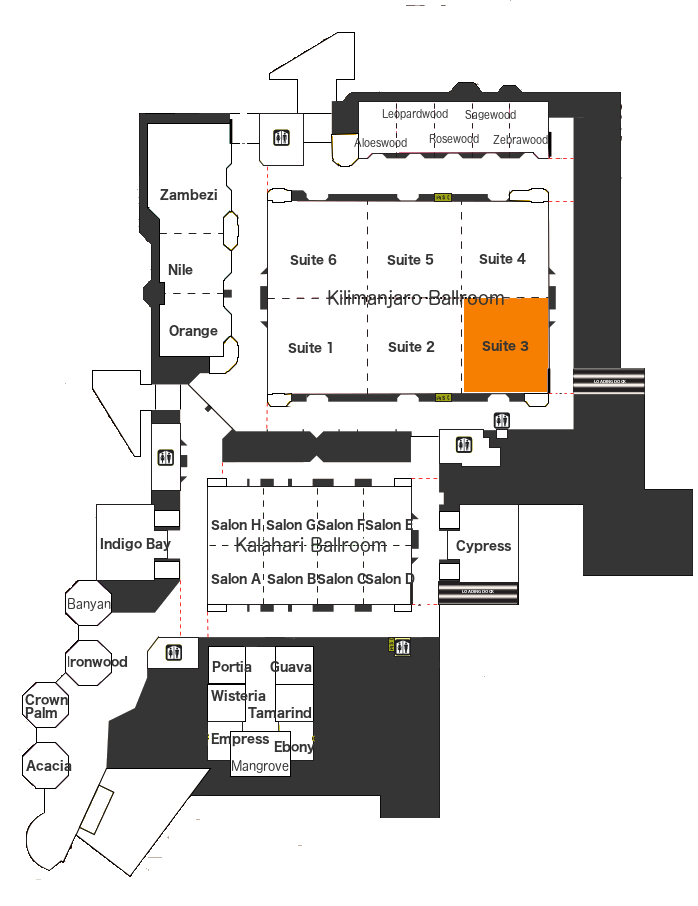 Leopardwood
Sagewood
Aloeswood
Rosewood
Zebrawood
Zambezi
Nile
Orange
Suite 6
Suite 5
Suite 4
Kilimanjaro Ballroom
Suite 1
Suite 2
Suite 3
LOADING DOCK
Salon H
Salon G
Salon F
Salon E
Kalahari Ballroom
Salon A
Salon B
Salon C
Salon D
Indigo Bay
Cypress
LOADING DOCK
Banyan
Ironwood
Crown
Palm
Acacia
Portia
Guava
Wisteria
Tamarind
Empress
Ebony
Mangrove